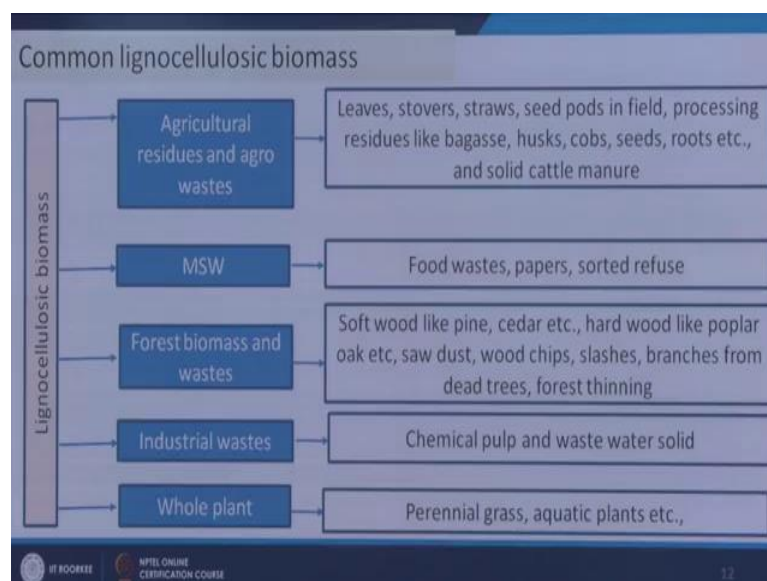 Common lignocellulosic biomass
Lignocellulosic biomass
Agricultural
residues and agro
wastes
Leaves, stovers, straws, seed pods in field, processing
residues like bagasse, husks, cobs, seeds, roots etc.,
and solid cattle manure
MSW
Food wastes, papers, sorted refuse
Forest biomass and
wastes
Soft wood like pine, cedar etc., hard wood like poplar
oak etc, saw dust, wood chips, slashes, branches from
dead trees, forest thinning
Industrial wastes
Chemical pulp and waste water solid
Whole plant
Perennial grass, aquatic plants etc.,
IIT ROORKEE
NPTEL ONLINE
CERTIFICATION COURSE
12